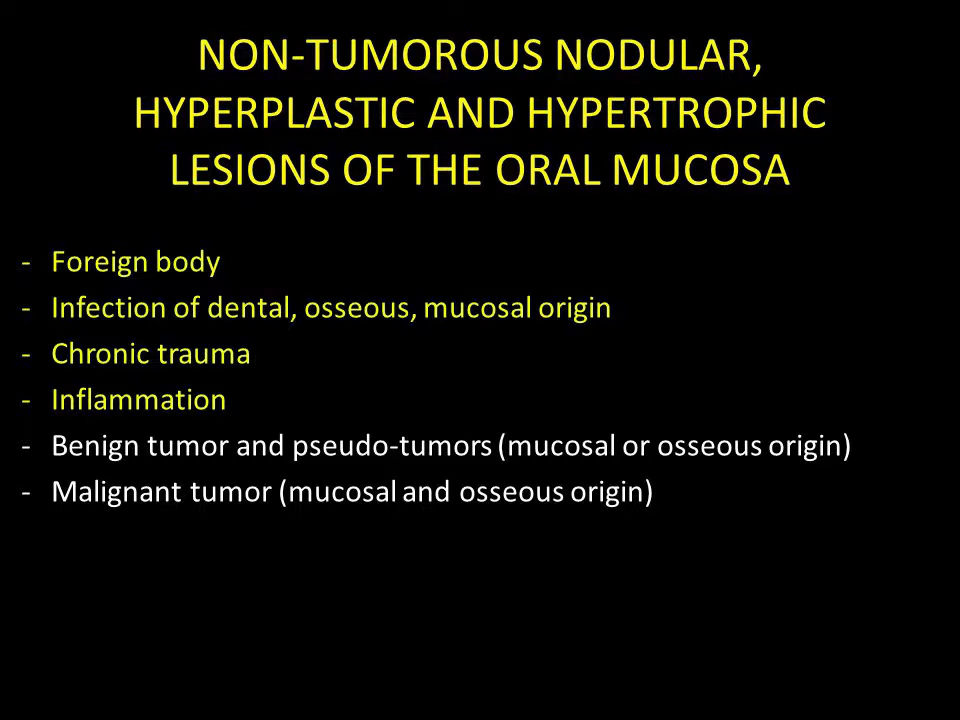 NON-TUMOROUS NODULAR,
HYPERPLASTIC AND HYPERTROPHIC
LESIONS OF THE ORAL MUCOSA
- Foreign body
- Infection of dental, osseous, mucosal origin
- Chronic trauma
- Inflammation
- Benign tumor and pseudo-tumors (mucosal or osseous origin)
- Malignant tumor (mucosal and osseous origin)